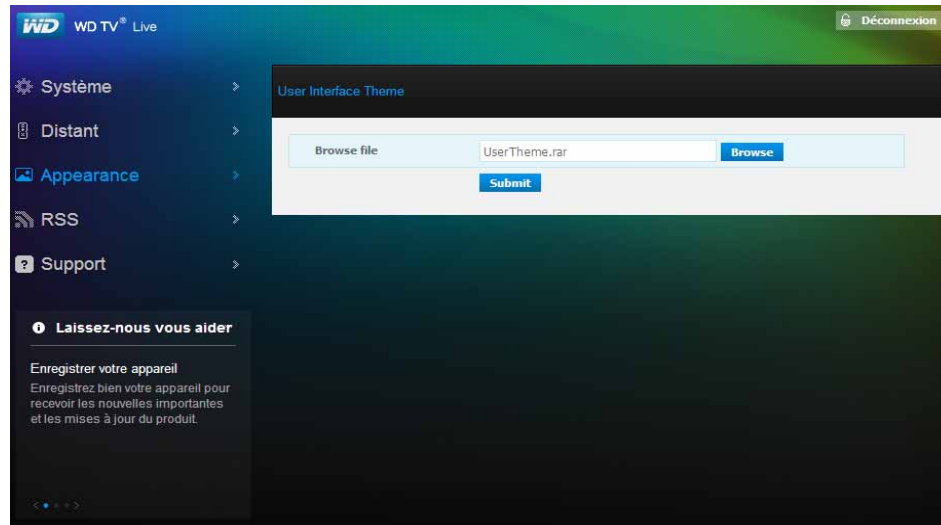 WD WD TV® Live
Déconnexion
Système
Distant
Appearance
RSS
Support
User Interface Theme
Browse file
UserTheme.rar
Browse
Submit
Laissez-nous vous aider
Enregistrer votre appareil
Enregistrez bien votre appareil pour
recevoir les nouvelles importantes
et les mises à jour du produit.